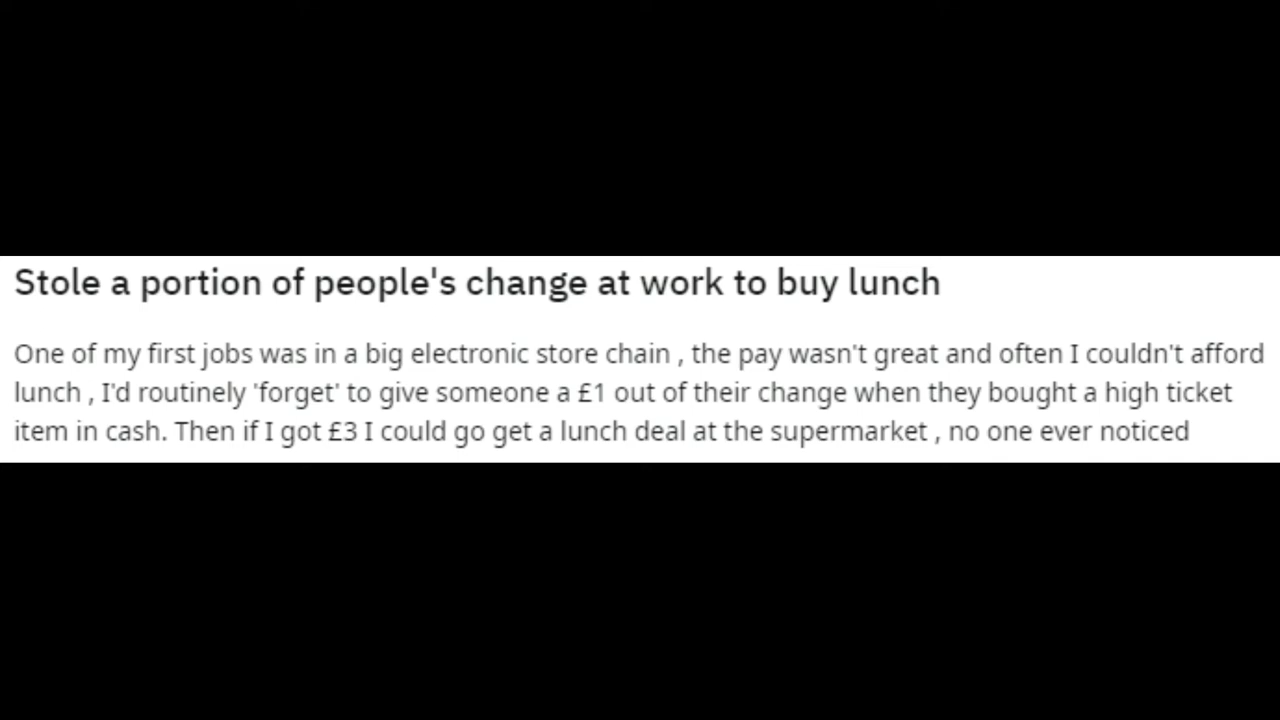 Stole a portion of people's change at work to buy lunch
One of my first jobs was in a big electronic store chain , the pay wasn't great and often I couldn't afford
lunch , I'd routinely 'forget' to give someone a £1 out of their change when they bought a high ticket
item in cash. Then if I got £3 I could go get a lunch deal at the supermarket , no one ever noticed